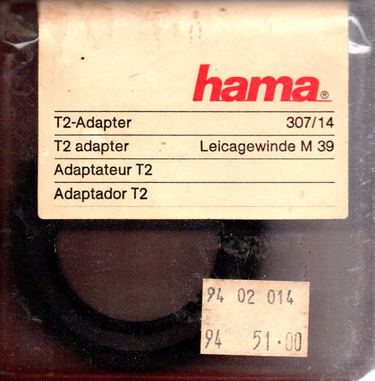 hama®
T2-Adapter 307/14
T2 adapter Leicagewinde M 39
Adaptateur T2
Adaptador T2
94 02 014
94 51.00